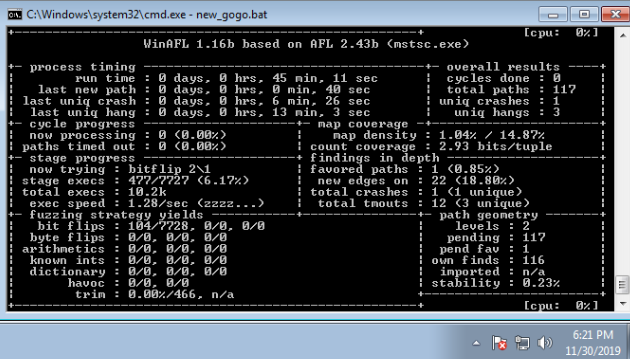 C:\Windows\system32\cmd.exe - new_gogo.bat
[cpu: 0%]
WinAFL 1.16b based on AFL 2.43b (mstsc.exe)
process timing overall results
run time : 0 days, 0 hrs, 45 min, 11 sec cycles done : 0
last new path : 0 days, 0 hrs, 0 min, 40 sec total paths : 117
last uniq crash : 0 days, 0 hrs, 6 min, 26 sec uniq crashes : 1
last uniq hang : 0 days, 0 hrs, 13 min, 3 sec uniq hangs : 3
cycle progress map coverage
now processing : 0 (0.00%) map density : 1.04% / 14.87%
paths timed out : 0 (0.00%) count coverage : 2.93 bits/tuple
stage progress findings in depth
now trying : bitflip 2\1 favored paths : 1 (0.85%)
stage execs : 477/7727 (6.17%) new edges on : 22 (18.80%)
total execs : 10.2k total crashes : 1 (1 unique)
exec speed : 1.28/sec (zzzz...) total tmouts : 12 (3 unique)
fuzzing strategy yields path geometry
bit flips : 104/7728, 0/0, 0/0 levels : 2
byte flips : 0/0, 0/0, 0/0 pending : 117
arithmetics : 0/0, 0/0, 0/0 pend fav : 1
known ints : 0/0, 0/0, 0/0 own finds : 116
dictionary : 0/0, 0/0, 0/0 imported : n/a
havoc : 0/0, 0/0 stability : 0.23%
trim : 0.00%/466, n/a
[cpu: 0%]
6:21 PM
11/30/2019